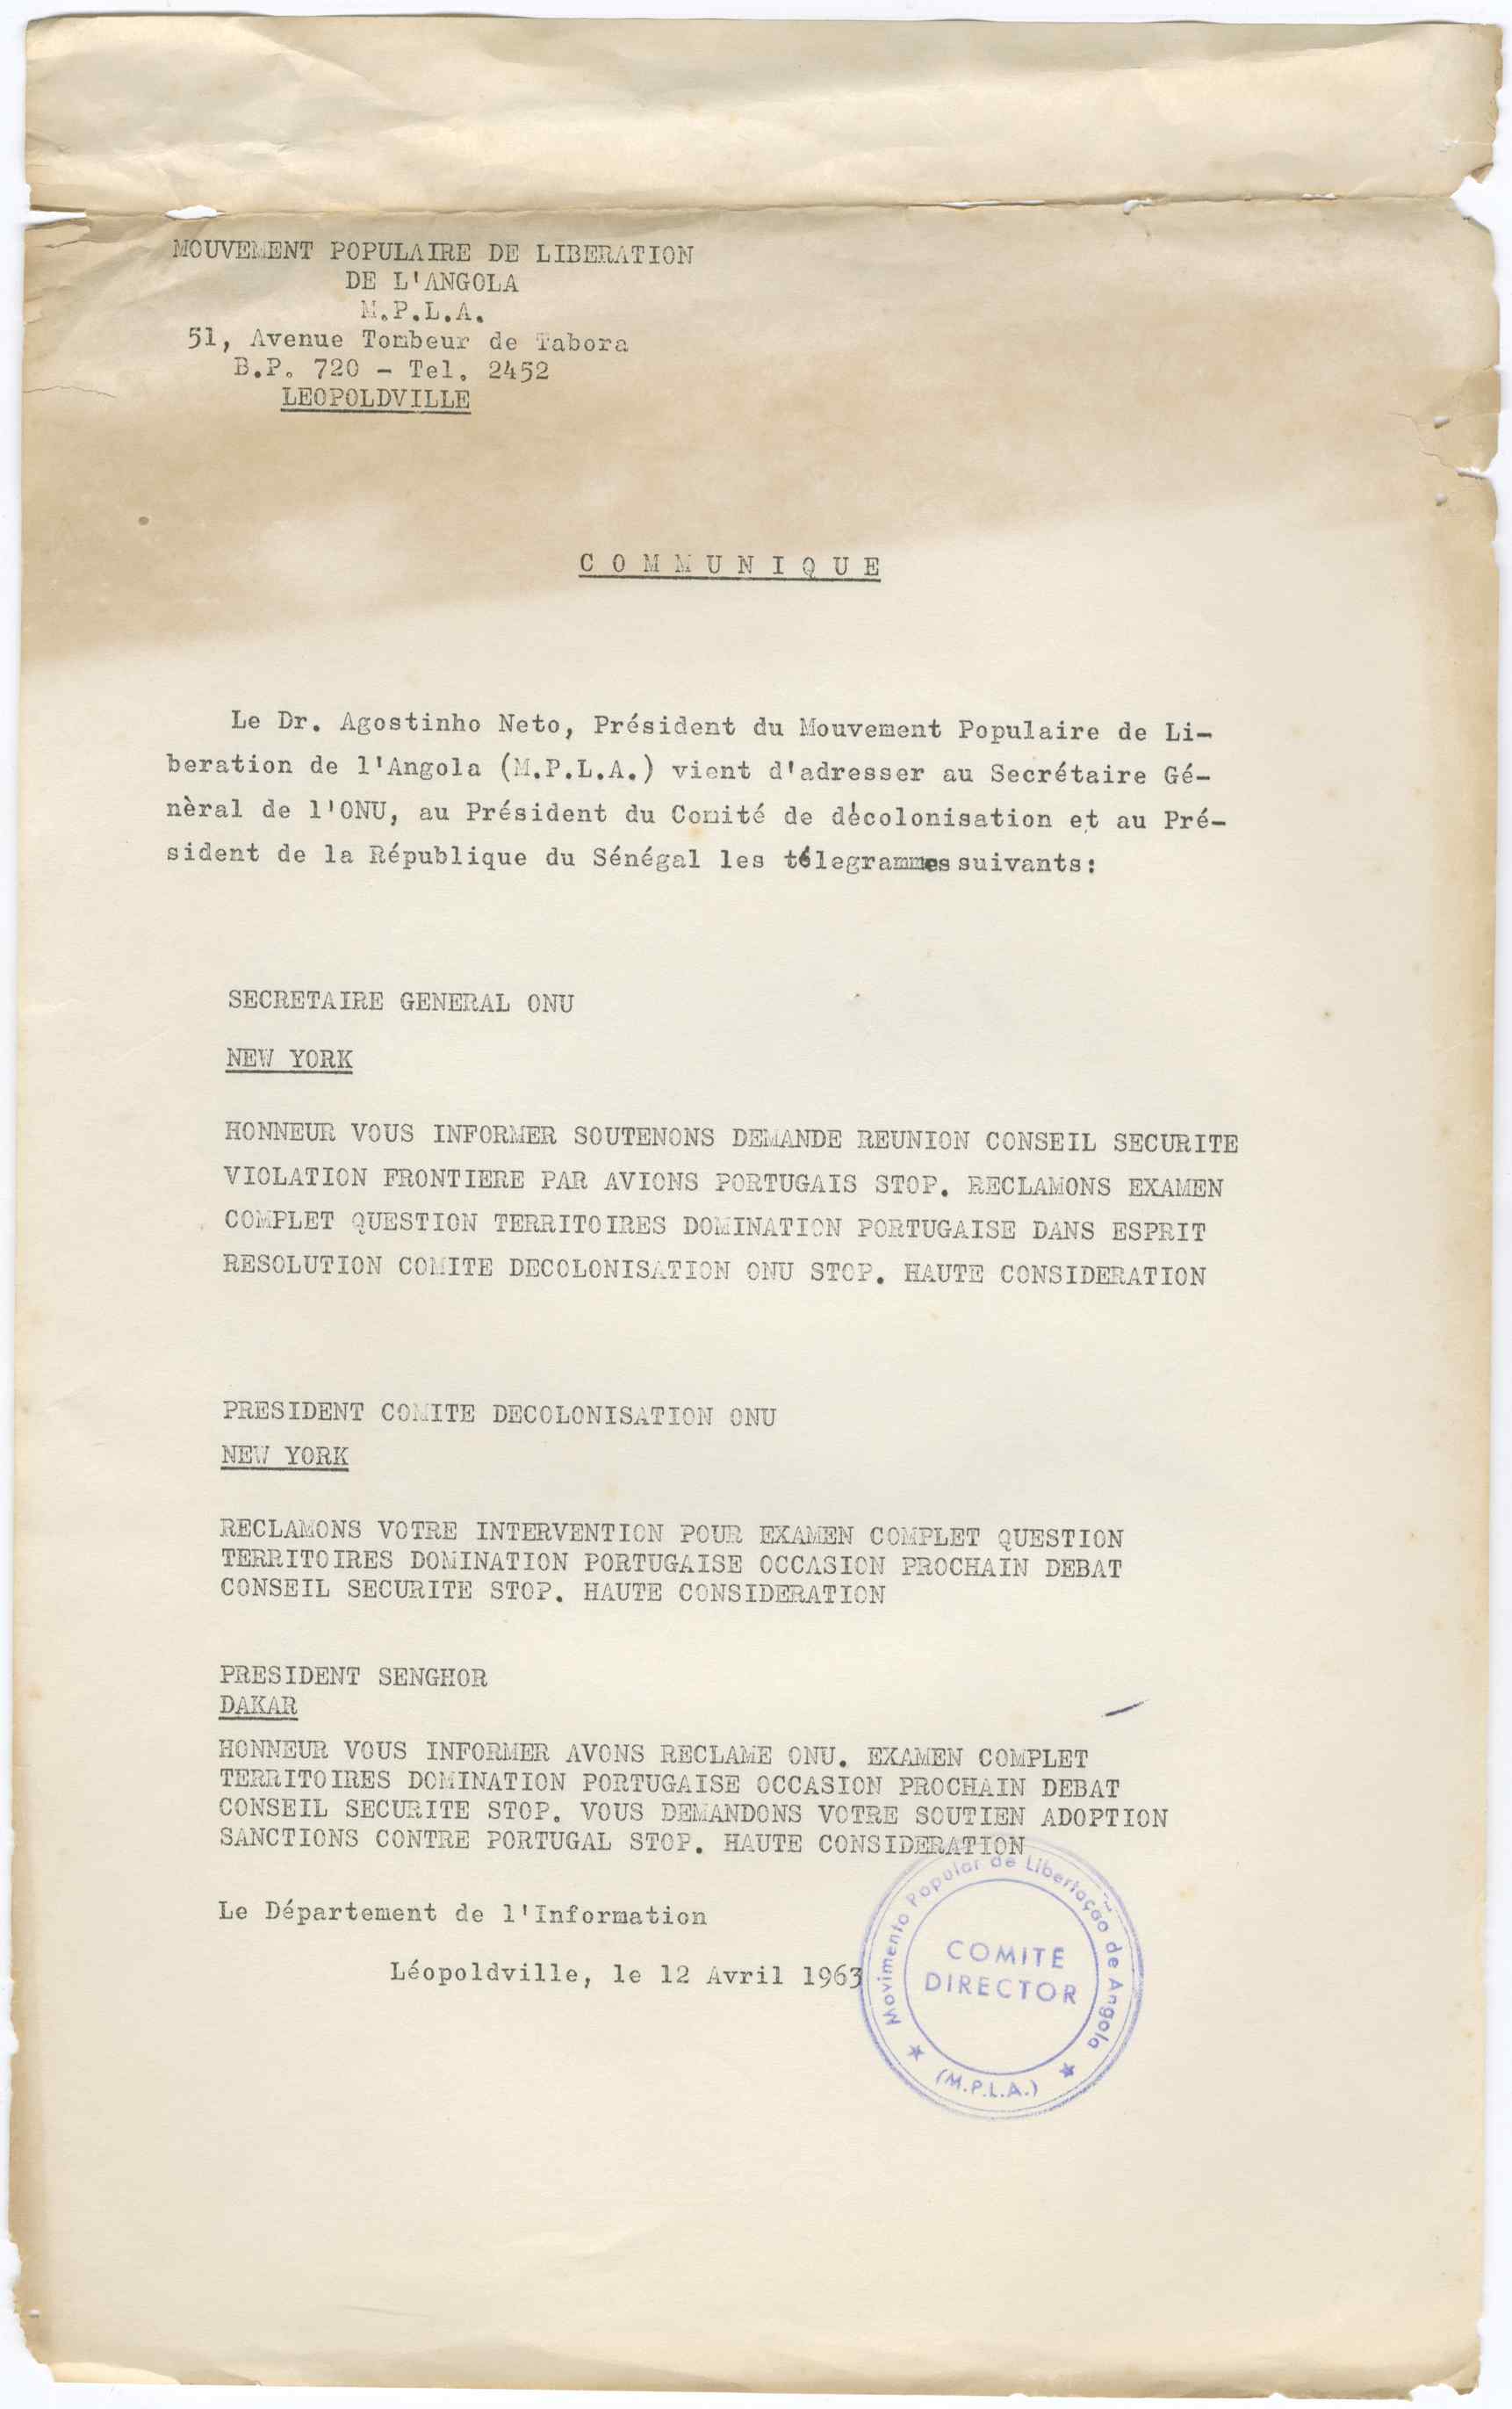 MOUVEMENT POPULAIRE DE LIBERATION
DE L'ANGOLA
M.P.L.A.
51, Avenue Tombeur de Tabora
B.P. 720 - Tel. 2452
LEOPOLDVILLE
C O M M U N I Q U E
Le Dr. Agostinho Neto, Président du Mouvement Populaire de Li-
beration de l'Angola (M.P.L.A.) vient d'adresser au Secrétaire Gé-
nèral de l'ONU, au Président du Comité de dècolonisation et au Pré-
sident de la République du Sénégal les télegrammes suivants:
SECRETAIRE GENERAL ONU
NEW YORK
HONNEUR VOUS INFORMER SOUTENONS DEMANDE REUNION CONSEIL SECURITE
VIOLATION FRONTIERE PAR AVIONS PORTUGAIS STOP. RECLAMONS EXAMEN
COMPLET QUESTION TERRITOIRES DOMINATION PORTUGAISE DANS ESPRIT
RESOLUTION COMITE DECOLONISATION ONU STOP. HAUTE CONSIDERATION
PRESIDENT COMITE DECOLONISATION ONU
NEW YORK
RECLAMONS VOTRE INTERVENTION POUR EXAMEN COMPLET QUESTION
TERRITOIRES DOMINATION PORTUGAISE OCCASION PROCHAIN DEBAT
CONSEIL SECURITE STOP. HAUTE CONSIDERATION
PRESIDENT SENGHOR
DAKAR
HONNEUR VOUS INFORMER AVONS RECLAME ONU. EXAMEN COMPLET
TERRITOIRES DOMINATION PORTUGAISE OCCASION PROCHAIN DEBAT
CONSEIL SECURITE STOP. VOUS DEMANDONS VOTRE SOUTIEN ADOPTION
SANCTIONS CONTRE PORTUGAL STOP. HAUTE CONSIDERATION
Le Département de l'Information
Léopoldville, le 12 Avril 1963
Movimento Popular de Libertação de Angola
COMITE
DIRECTOR
(M.P.L.A.)